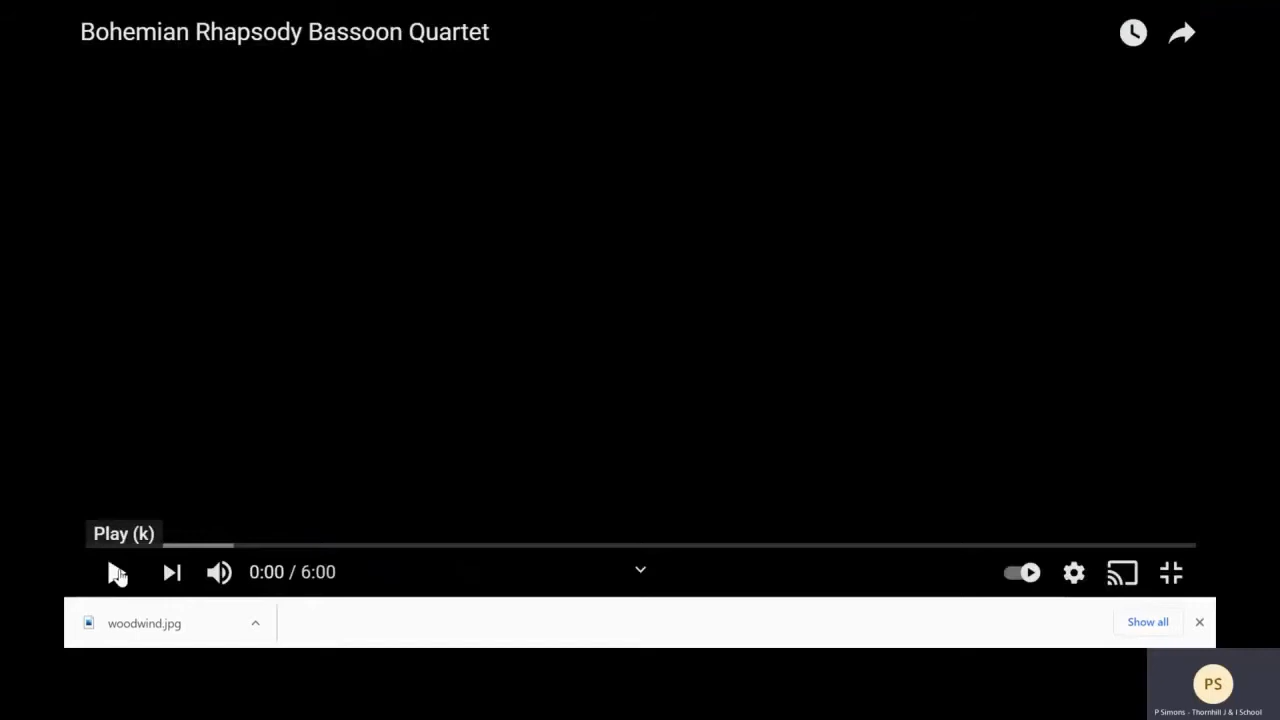 Bohemian Rhapsody Bassoon Quartet
Play (k)
0:00 / 6:00
woodwind.jpg
Show all
PS
P Simons - Thornhill J & I School